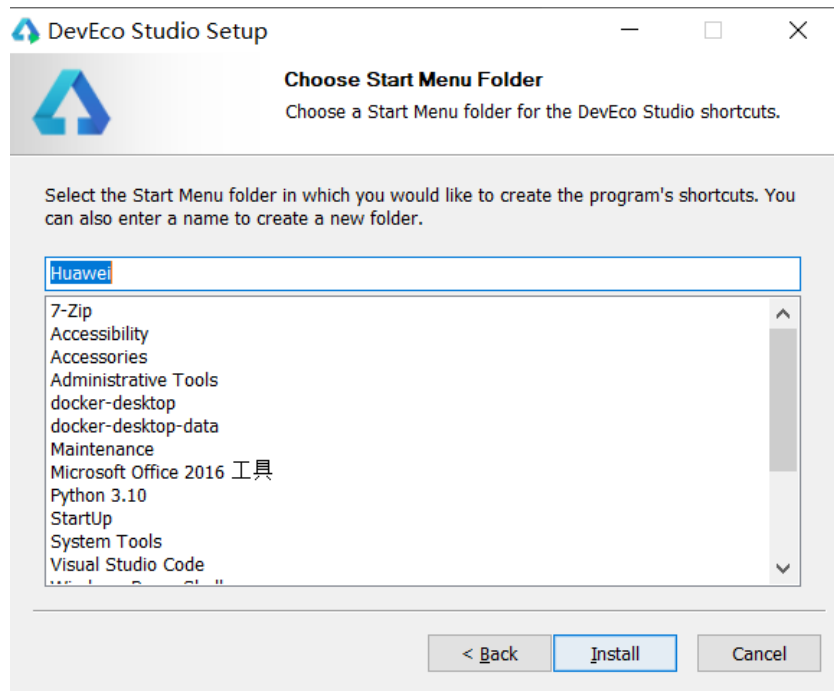 DevEco Studio Setup
Choose Start Menu Folder
Choose a Start Menu folder for the DevEco Studio shortcuts.
Select the Start Menu folder in which you would like to create the program's shortcuts. You
can also enter a name to create a new folder.
Huawei
7-Zip
Accessibility
Accessories
Administrative Tools
docker-desktop
docker-desktop-data
Maintenance
Microsoft Office 2016 工具
Python 3.10
StartUp
System Tools
Visual Studio Code
< Back
Install
Cancel